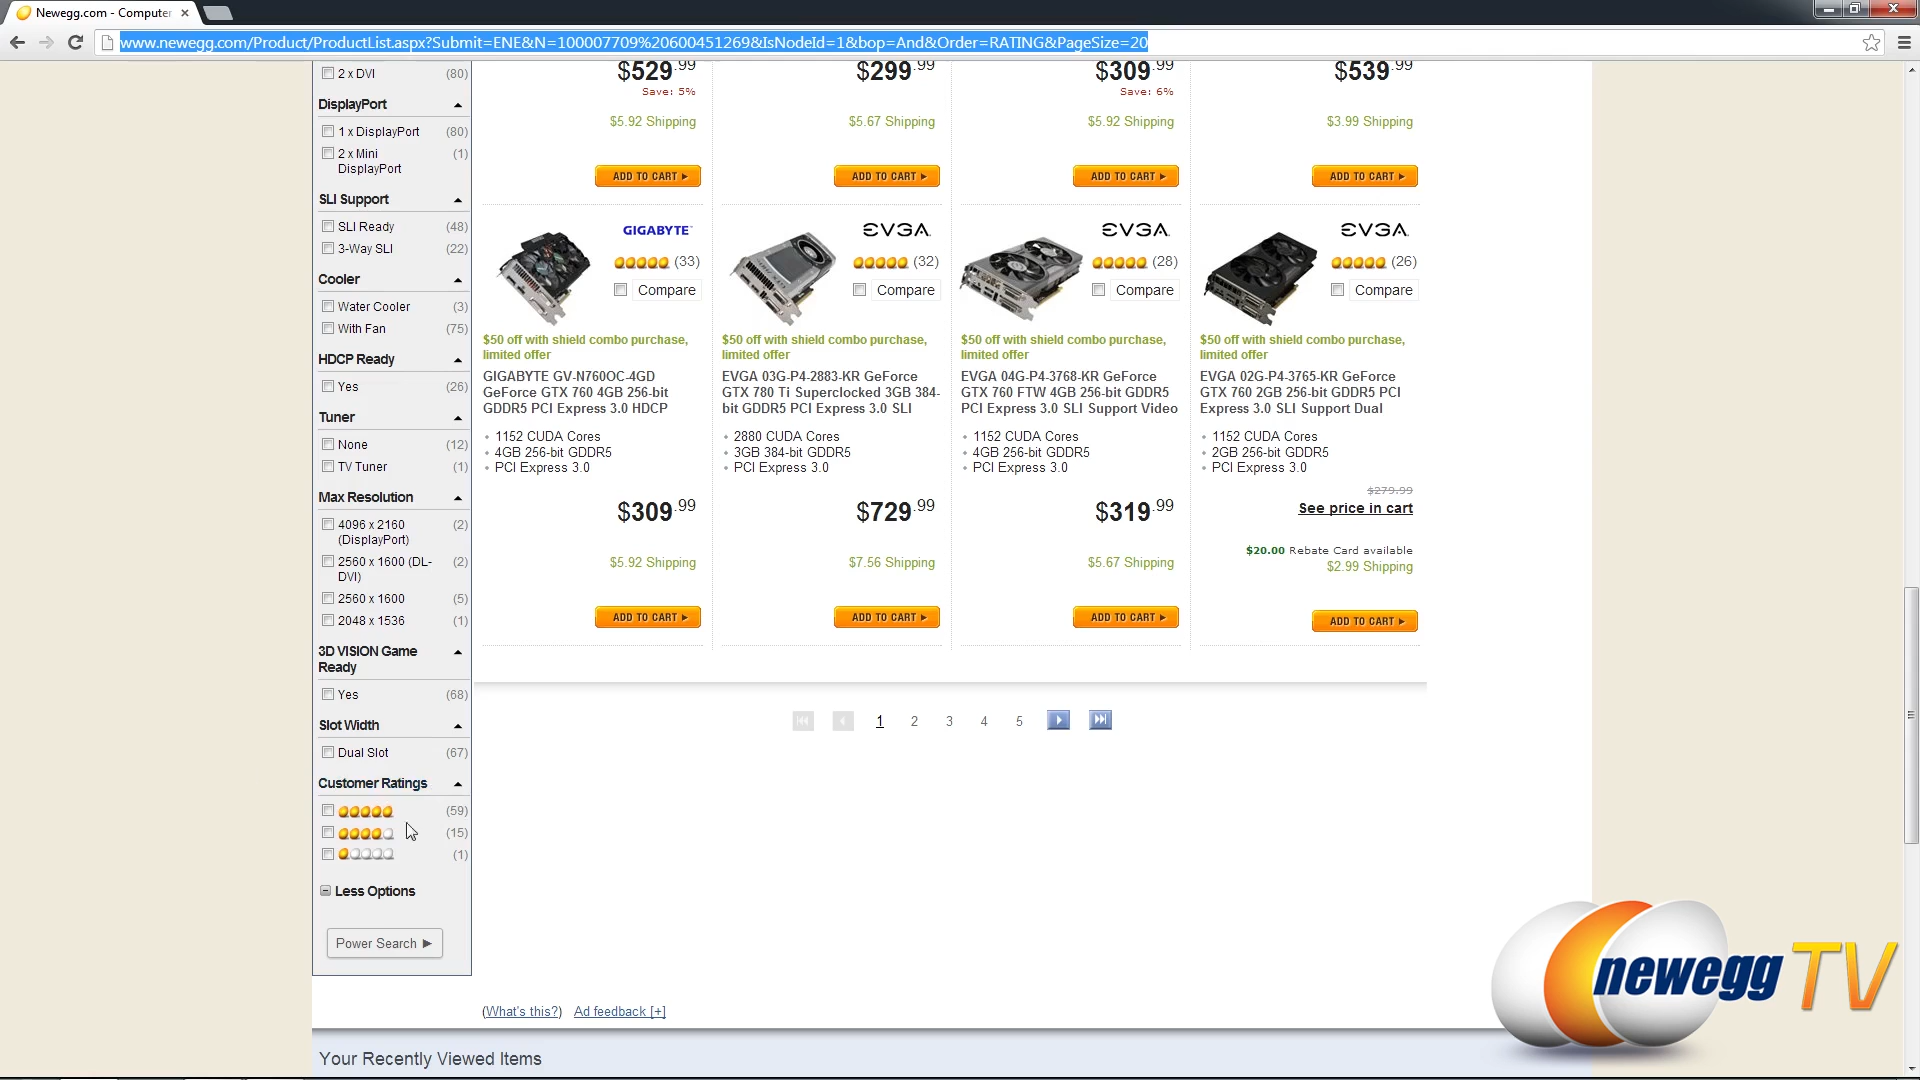 Newegg.com - Computer
www.newegg.com/Product/ProductList.aspx?Submit=ENE&N=100007709%20600451269&IsNodeId=1&bop=And&Order=RATING&PageSize=20
2 x DVI (80)
DisplayPort
1 x DisplayPort (80)
2 x Mini (1)
DisplayPort
SLI Support
SLI Ready (48)
3-Way SLI (22)
Cooler
Water Cooler (3)
With Fan (75)
HDCP Ready
Yes (26)
Tuner
None (12)
TV Tuner (1)
Max Resolution
4096 x 2160 (2)
(DisplayPort)
2560 x 1600 (DL- (2)
DVI)
2560 x 1600 (5)
2048 x 1536 (1)
3D VISION Game
Ready
Yes (68)
Slot Width
Dual Slot (67)
Customer Ratings
(59)
(15)
(1)
Less Options
Power Search
$529.99
Save: 5%
$5.92 Shipping
ADD TO CART
$299.99
$5.67 Shipping
ADD TO CART
$309.99
Save: 6%
$5.92 Shipping
ADD TO CART
$539.99
$3.99 Shipping
ADD TO CART
GIGABYTE
(33)
Compare
$50 off with shield combo purchase,
limited offer
GIGABYTE GV-N760OC-4GD
GeForce GTX 760 4GB 256-bit
GDDR5 PCI Express 3.0 HDCP
1152 CUDA Cores
4GB 256-bit GDDR5
PCI Express 3.0
$309.99
$5.92 Shipping
ADD TO CART
EVGA
(32)
Compare
$50 off with shield combo purchase,
limited offer
EVGA 03G-P4-2883-KR GeForce
GTX 780 Ti Superclocked 3GB 384-
bit GDDR5 PCI Express 3.0 SLI
2880 CUDA Cores
3GB 384-bit GDDR5
PCI Express 3.0
$729.99
$7.56 Shipping
ADD TO CART
EVGA
(28)
Compare
$50 off with shield combo purchase,
limited offer
EVGA 04G-P4-3768-KR GeForce
GTX 760 FTW 4GB 256-bit GDDR5
PCI Express 3.0 SLI Support Video
1152 CUDA Cores
4GB 256-bit GDDR5
PCI Express 3.0
$319.99
$5.67 Shipping
ADD TO CART
EVGA
(26)
Compare
$50 off with shield combo purchase,
limited offer
EVGA 02G-P4-3765-KR GeForce
GTX 760 2GB 256-bit GDDR5 PCI
Express 3.0 SLI Support Dual
1152 CUDA Cores
2GB 256-bit GDDR5
PCI Express 3.0
$279.99
See price in cart
$20.00 Rebate Card available
$2.99 Shipping
ADD TO CART
1 2 3 4 5
newegg TV
(What's this?) Ad feedback [+]
Your Recently Viewed Items